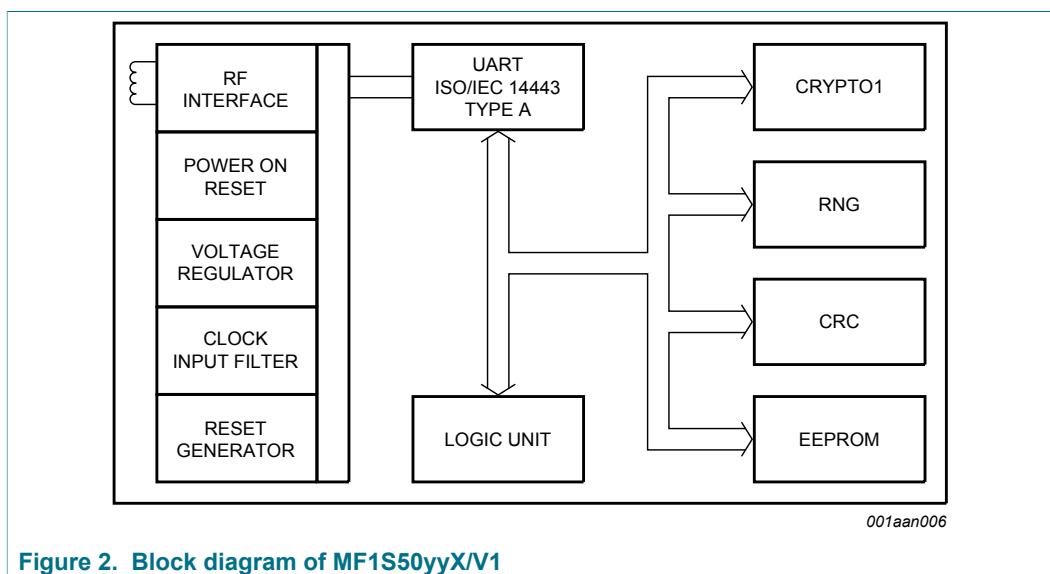 RF
INTERFACE
POWER ON
RESET
VOLTAGE
REGULATOR
CLOCK
INPUT FILTER
RESET
GENERATOR
UART
ISO/IEC 14443
TYPE A
LOGIC UNIT
CRYPTO1
RNG
CRC
EEPROM
001aan006
Figure 2. Block diagram of MF1S50yyX/V1